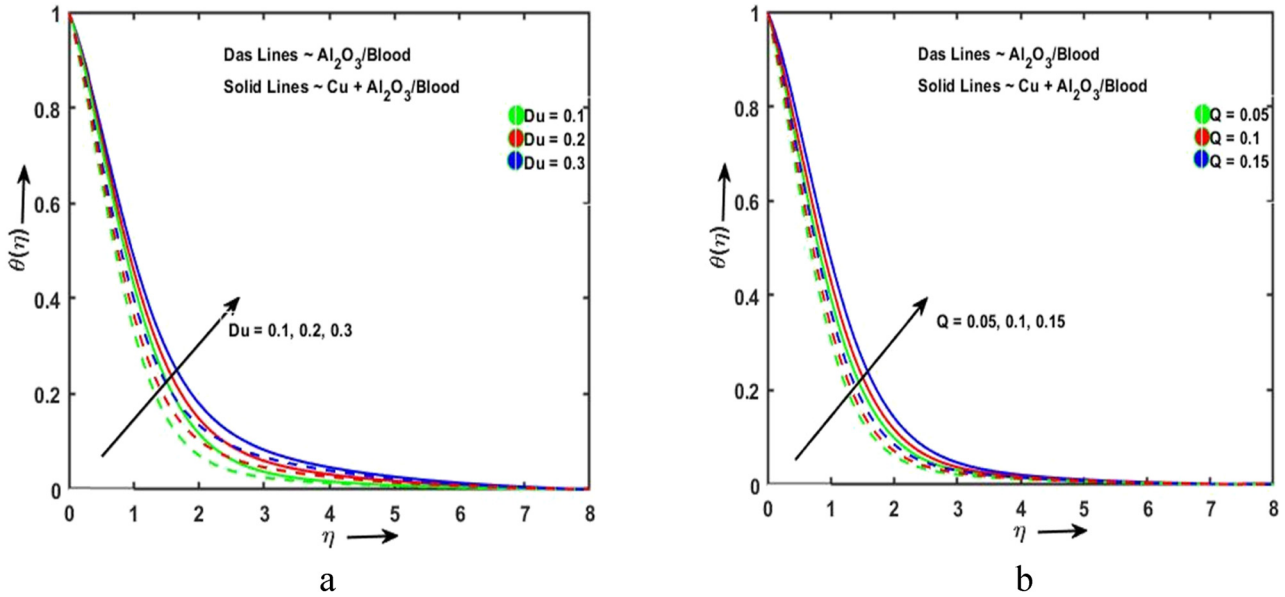 1
0.8
0.6
0.4
0.2
0
0 1 2 3 4 5 6 7 8
θ(η)
η
Das Lines ~ Al₂O₃/Blood
Solid Lines ~ Cu + Al₂O₃/Blood
Du = 0.1
Du = 0.2
Du = 0.3
Du = 0.1, 0.2, 0.3
a
1
0.8
0.6
0.4
0.2
0
0 1 2 3 4 5 6 7 8
θ(η)
η
Das Lines ~ Al₂O₃/Blood
Solid Lines ~ Cu + Al₂O₃/Blood
Q = 0.05
Q = 0.1
Q = 0.15
Q = 0.05, 0.1, 0.15
b